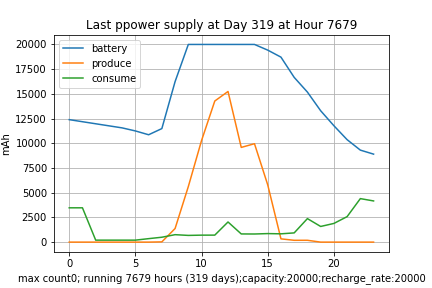 Last ppower supply at Day 319 at Hour 7679
20000
17500
15000
12500
10000
7500
5000
2500
0
mAh
battery
produce
consume
0 5 10 15 20
max count0; running 7679 hours (319 days);capacity:20000;recharge_rate:20000